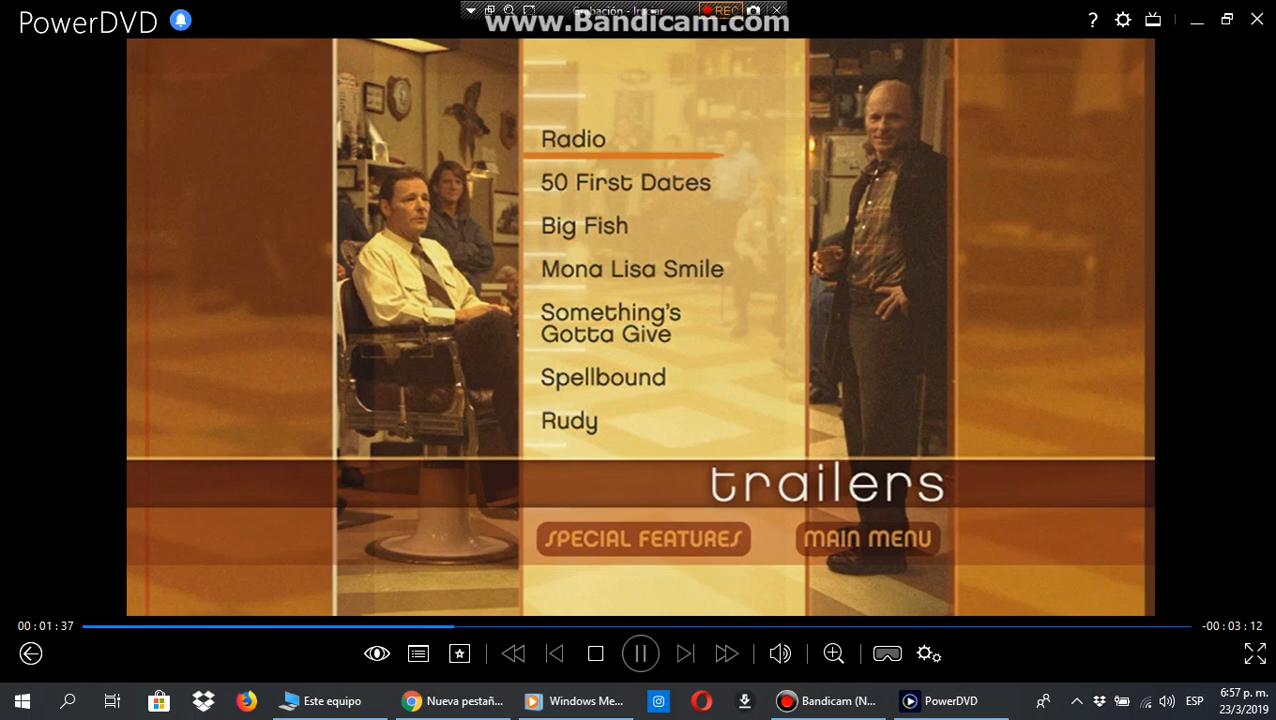 PowerDVD
REC
www.Bandicam.com
?
Radio
50 First Dates
Big Fish
Mona Lisa Smile
Something's
Gotta Give
Spellbound
Rudy
trailers
SPECIAL FEATURES
MAIN MENU
00:01:37
-00:03:12
Este equipo
Nueva pestañ...
Windows Me...
Bandicam (N...
PowerDVD
ESP
6:57 p. m.
23/3/2019